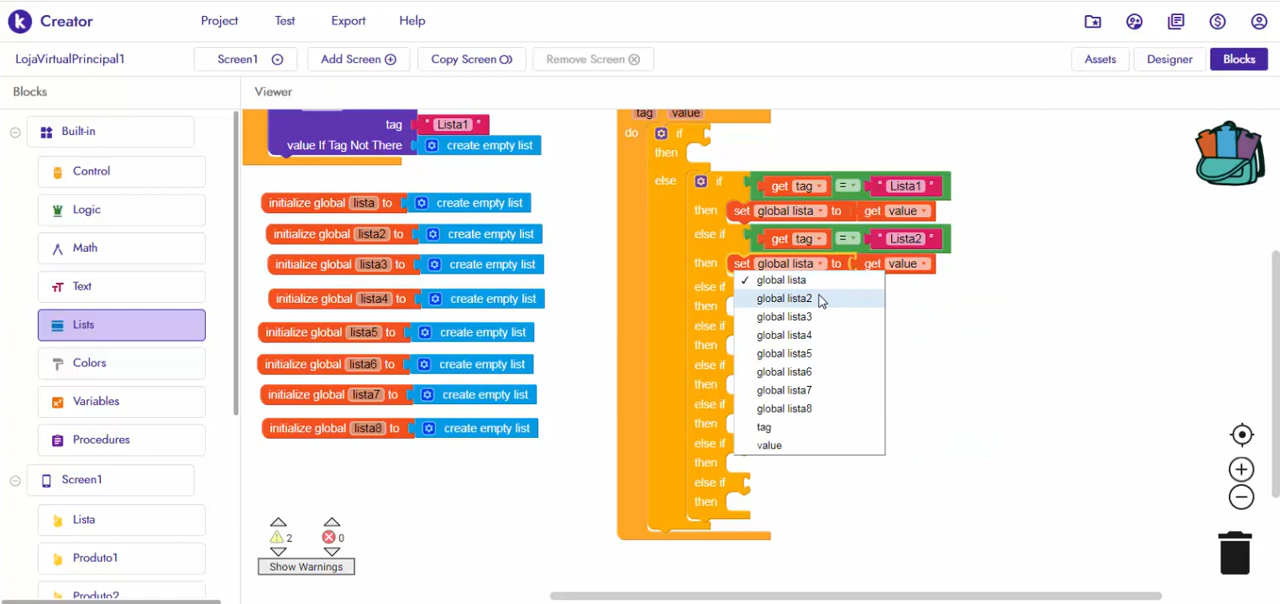 Creator
Project Test Export Help
LojaVirtualPrincipal1 Screen1 Add Screen Copy Screen Remove Screen Assets Designer Blocks
Blocks Viewer
Built-in
Control
Logic
Math
Text
Lists
Colors
Variables
Procedures
Screen1
Lista
Produto1
Produto2
tag " Lista1 "
value If Tag Not There create empty list
initialize global lista to create empty list
initialize global lista2 to create empty list
initialize global lista3 to create empty list
initialize global lista4 to create empty list
initialize global lista5 to create empty list
initialize global lista6 to create empty list
initialize global lista7 to create empty list
initialize global lista8 to create empty list
2 0
Show Warnings
tag value
do if
then
else if get tag = " Lista1 "
then set global lista to get value
else if get tag = " Lista2 "
then set global lista to get value
else if
then
else if
then
else if
then
else if
then
else if
then
else if
then
✓ global lista
global lista2
global lista3
global lista4
global lista5
global lista6
global lista7
global lista8
tag
value